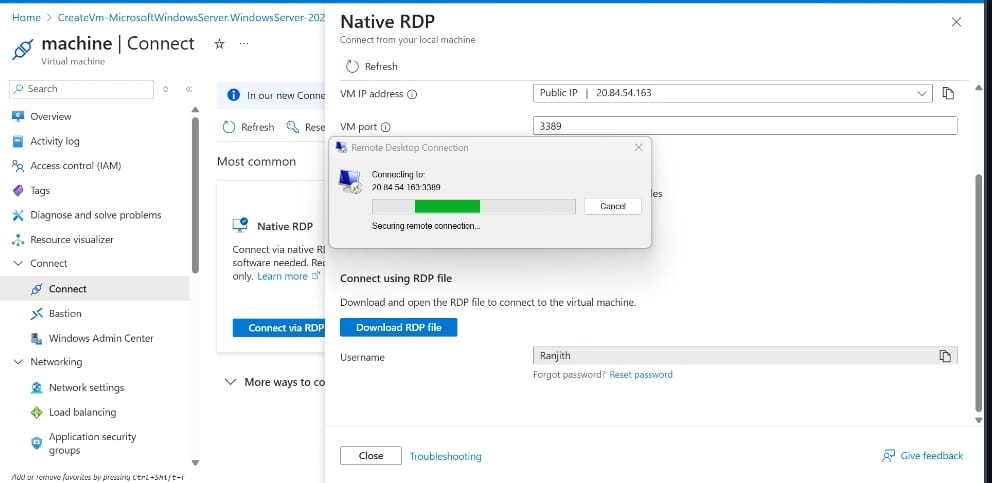 Home > CreateVm-MicrosoftWindowsServer.WindowsServer-202
machine | Connect
Virtual machine
Search
Overview
Activity log
Access control (IAM)
Tags
Diagnose and solve problems
Resource visualizer
Connect
Connect
Bastion
Windows Admin Center
Networking
Network settings
Load balancing
Application security
groups
Add or remove favorites by pressing Ctrl+Shift+F
In our new Conne
Refresh
Rese
Most common
Native RDP
Connect via native RI
software needed. Rec
only. Learn more
Connect via RDP
More ways to co
Native RDP
Connect from your local machine
Refresh
VM IP address
Public IP | 20.84.54.163
VM port
3389
Remote Desktop Connection
Connecting to:
20.84.54.163:3389
Cancel
Securing remote connection...
les
Connect using RDP file
Download and open the RDP file to connect to the virtual machine.
Download RDP file
Username
Ranjith
Forgot password? Reset password
Close
Troubleshooting
Give feedback